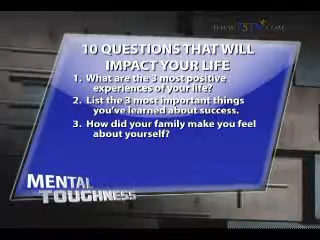 10 QUESTIONS THAT WILL
IMPACT YOUR LIFE
1. What are the 3 most positive
experiences of your life?
2. List the 3 most important things
you've learned about success.
3. How did your family make you feel
about yourself?
MENTAL
TOUGHNESS